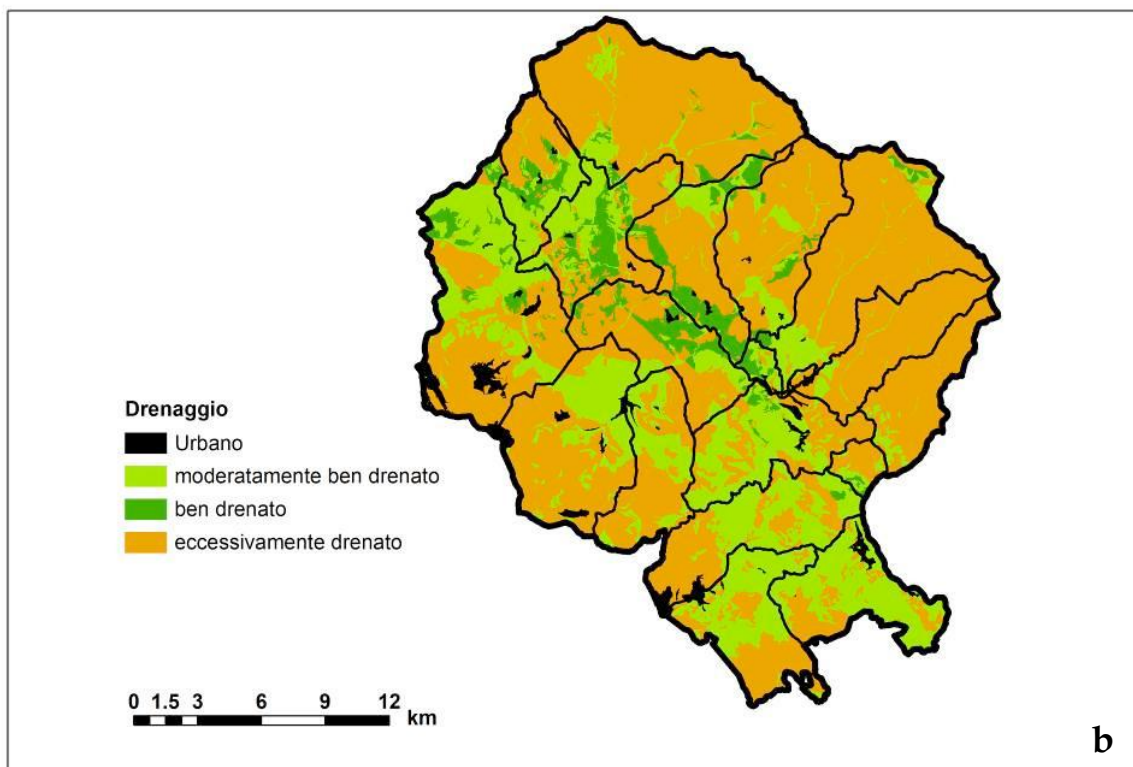 Drenaggio
Urbano
moderatamente ben drenato
ben drenato
eccessivamente drenato
0 1.5 3 6 9 12
km
b